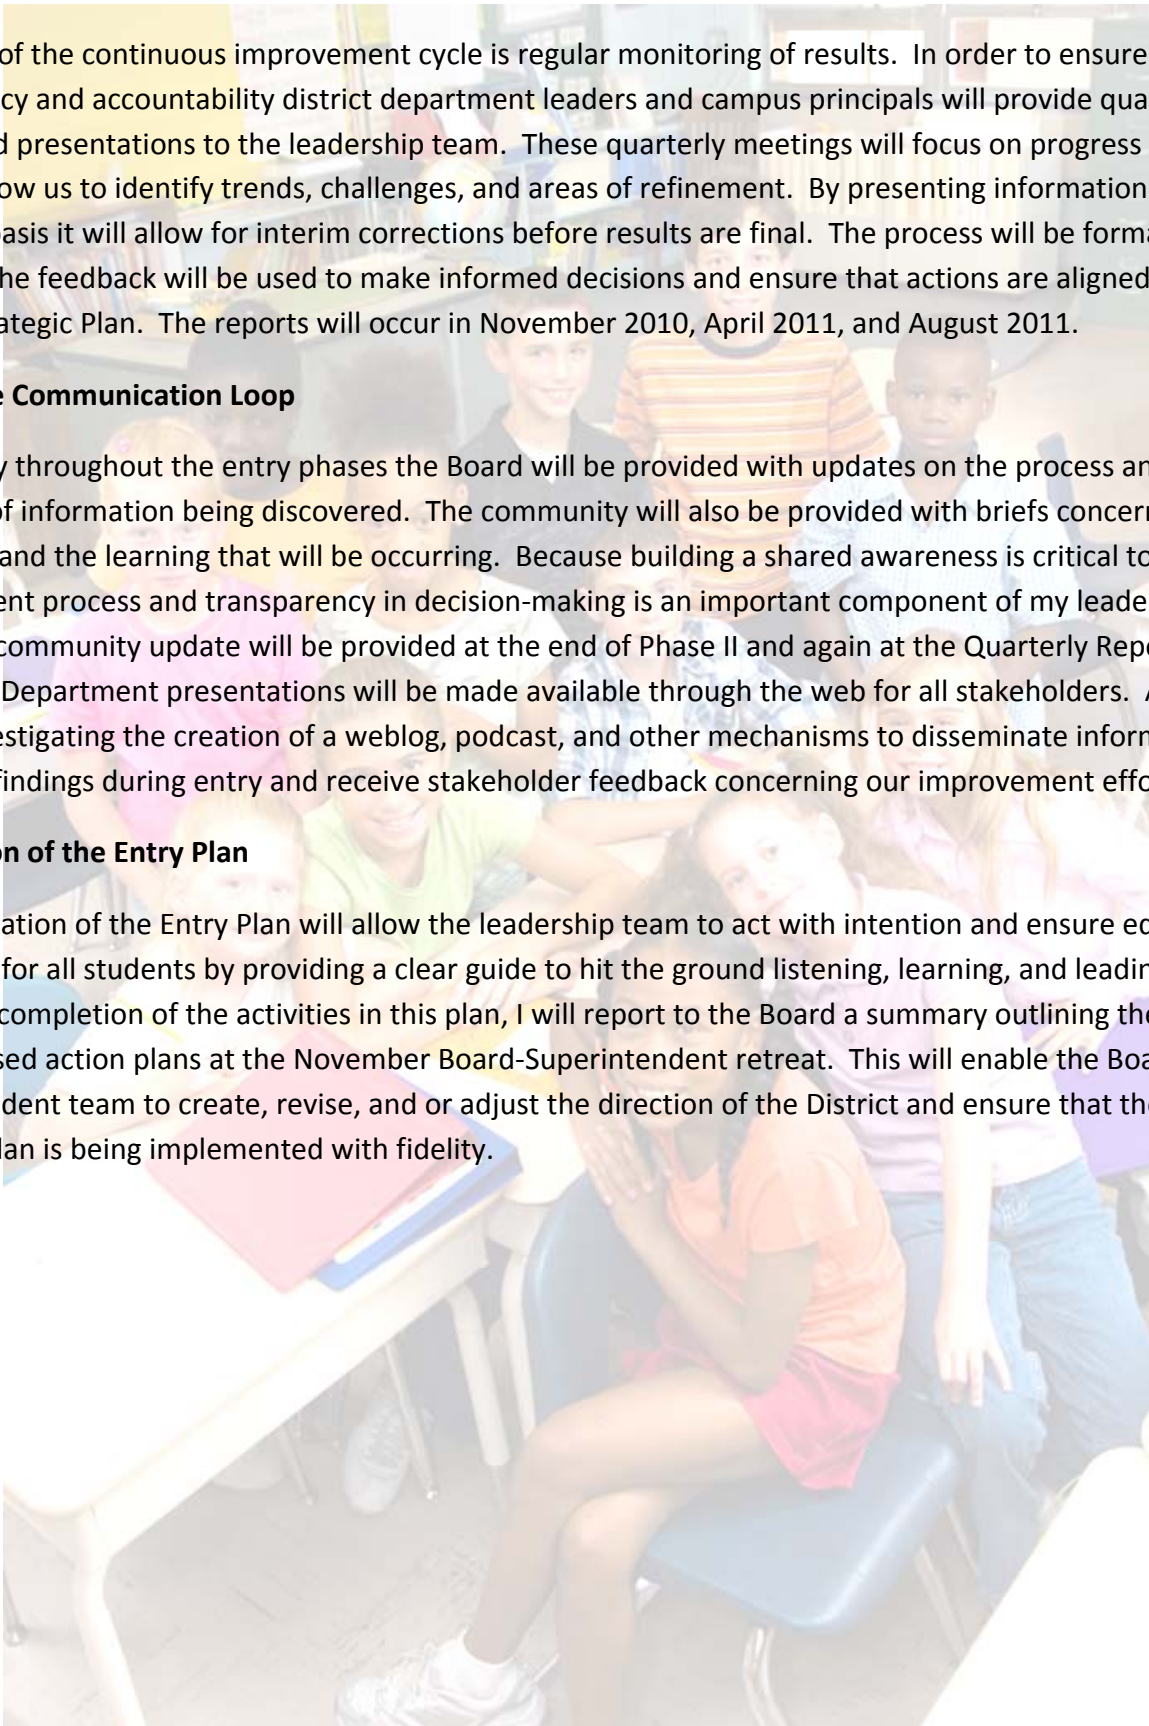 of the continuous improvement cycle is regular monitoring of results. In order to ensure
cy and accountability district department leaders and campus principals will provide qua
d presentations to the leadership team. These quarterly meetings will focus on progress
ow us to identify trends, challenges, and areas of refinement. By presenting information
basis it will allow for interim corrections before results are final. The process will be forma
he feedback will be used to make informed decisions and ensure that actions are aligned
ategic Plan. The reports will occur in November 2010, April 2011, and August 2011.
e Communication Loop
y throughout the entry phases the Board will be provided with updates on the process an
of information being discovered. The community will also be provided with briefs concern
and the learning that will be occurring. Because building a shared awareness is critical to
ent process and transparency in decision-making is an important component of my leade
community update will be provided at the end of Phase II and again at the Quarterly Repo
Department presentations will be made available through the web for all stakeholders. A
estigating the creation of a weblog, podcast, and other mechanisms to disseminate inform
findings during entry and receive stakeholder feedback concerning our improvement effo
on of the Entry Plan
ation of the Entry Plan will allow the leadership team to act with intention and ensure ed
for all students by providing a clear guide to hit the ground listening, learning, and leadin
completion of the activities in this plan, I will report to the Board a summary outlining the
sed action plans at the November Board-Superintendent retreat. This will enable the Boa
dent team to create, revise, and or adjust the direction of the District and ensure that the
lan is being implemented with fidelity.